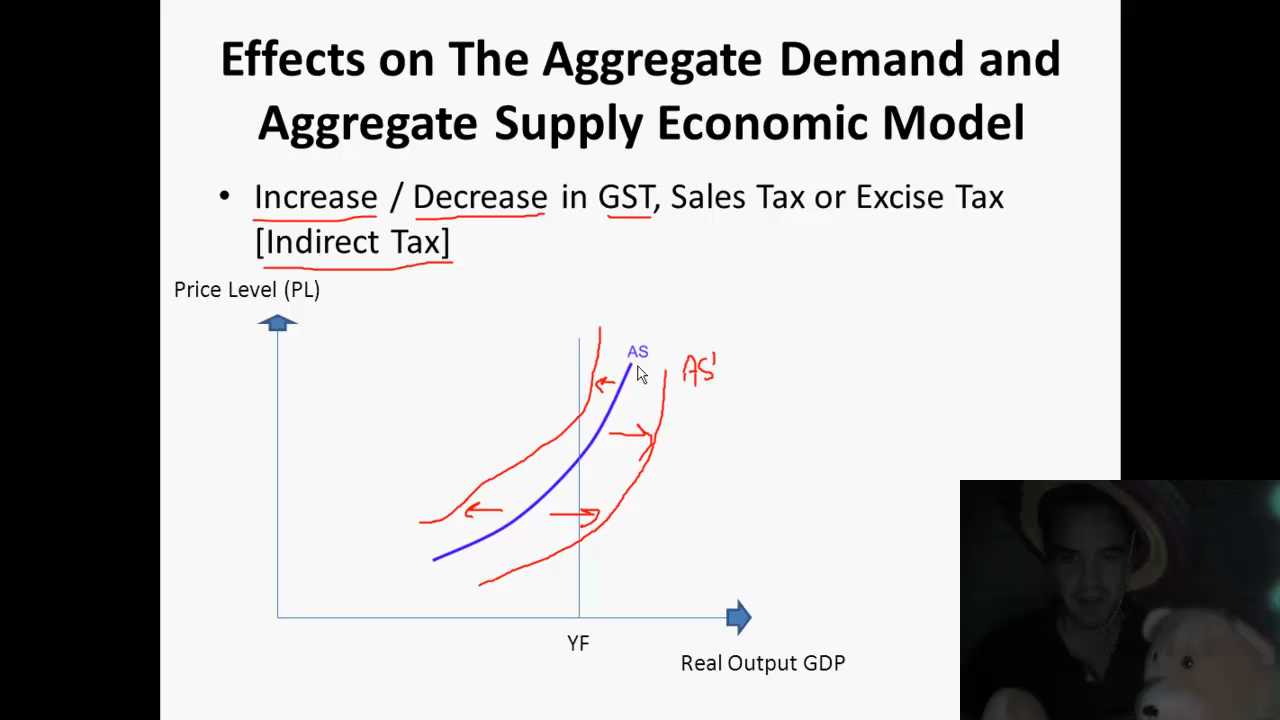 Effects on The Aggregate Demand and
Aggregate Supply Economic Model
• Increase / Decrease in GST, Sales Tax or Excise Tax
[Indirect Tax]
Price Level (PL)
AS
AS'
YF
Real Output GDP